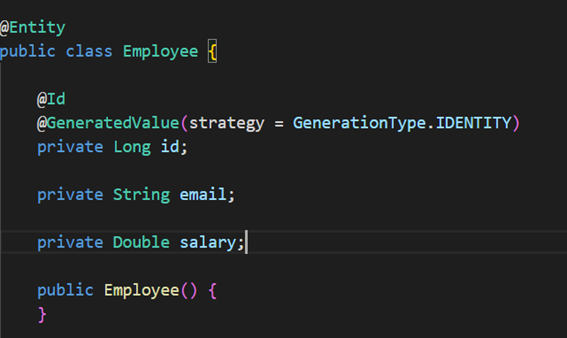 @Entity
public class Employee {
@Id
@GeneratedValue(strategy = GenerationType.IDENTITY)
private Long id;
private String email;
private Double salary;
public Employee() {
}